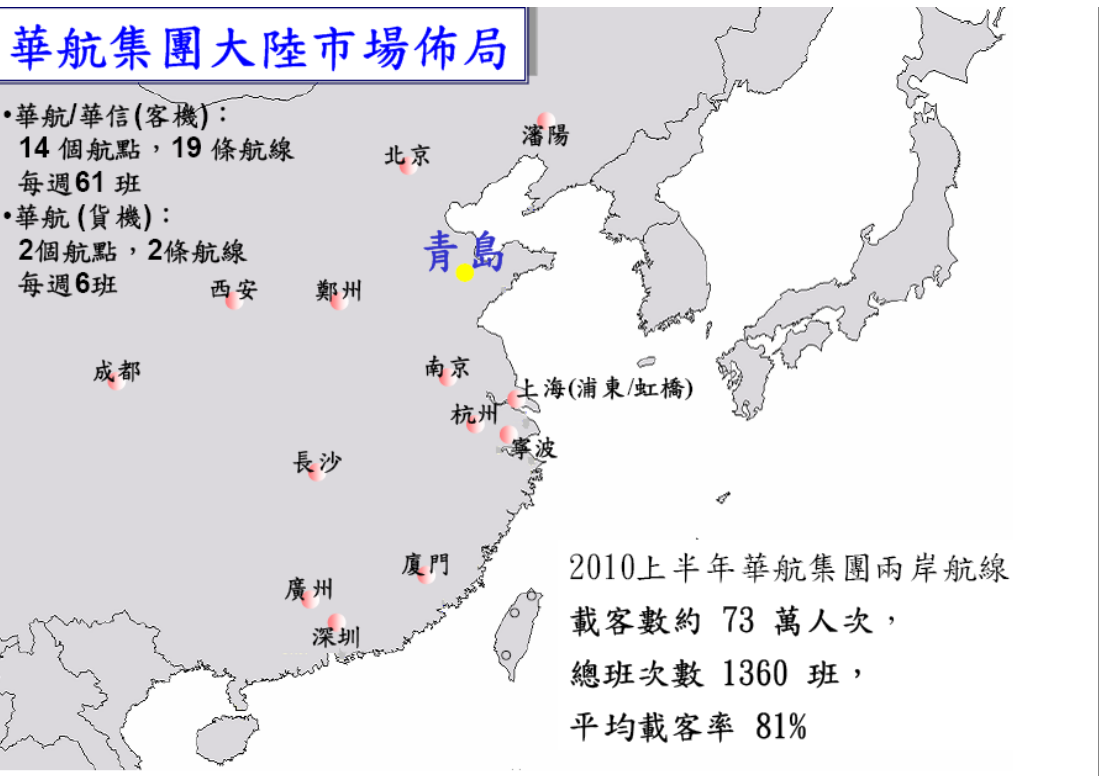 華航集團大陸市場佈局
•華航/華信(客機)：
14 個航點，19 條航線
每週61 班
•華航 (貨機)：
2個航點，2條航線
每週6班
瀋陽
北京
青島
西安
鄭州
成都
南京
上海(浦東/虹橋)
杭州
寧波
長沙
廈門
廣州
深圳
2010上半年華航集團兩岸航線
載客數約 73 萬人次，
總班次數 1360 班，
平均載客率 81%